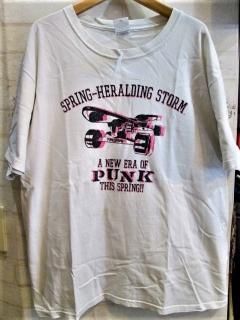 SPRING-HERALDING STORM
A NEW ERA OF
PUNK
THIS SPRING!!